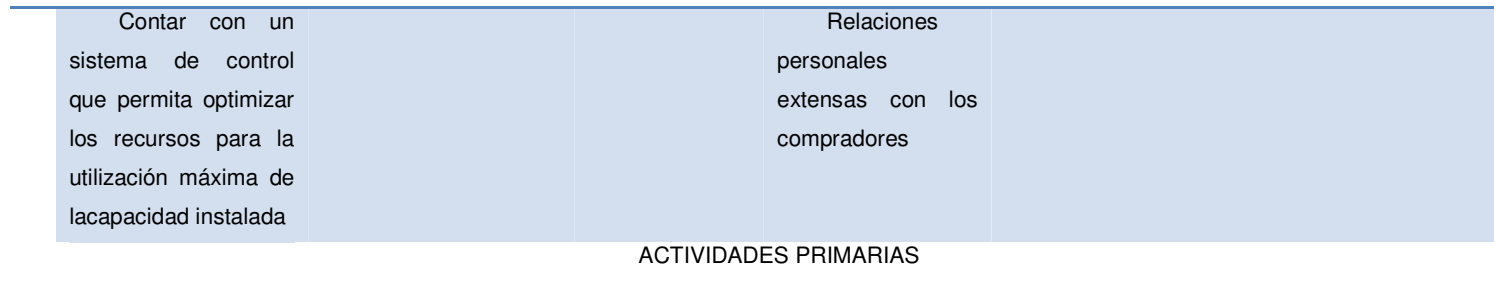 Contar con un
sistema de control
que permita optimizar
los recursos para la
utilización máxima de
lacapacidad instalada
Relaciones
personales
extensas con los
compradores
ACTIVIDADES PRIMARIAS